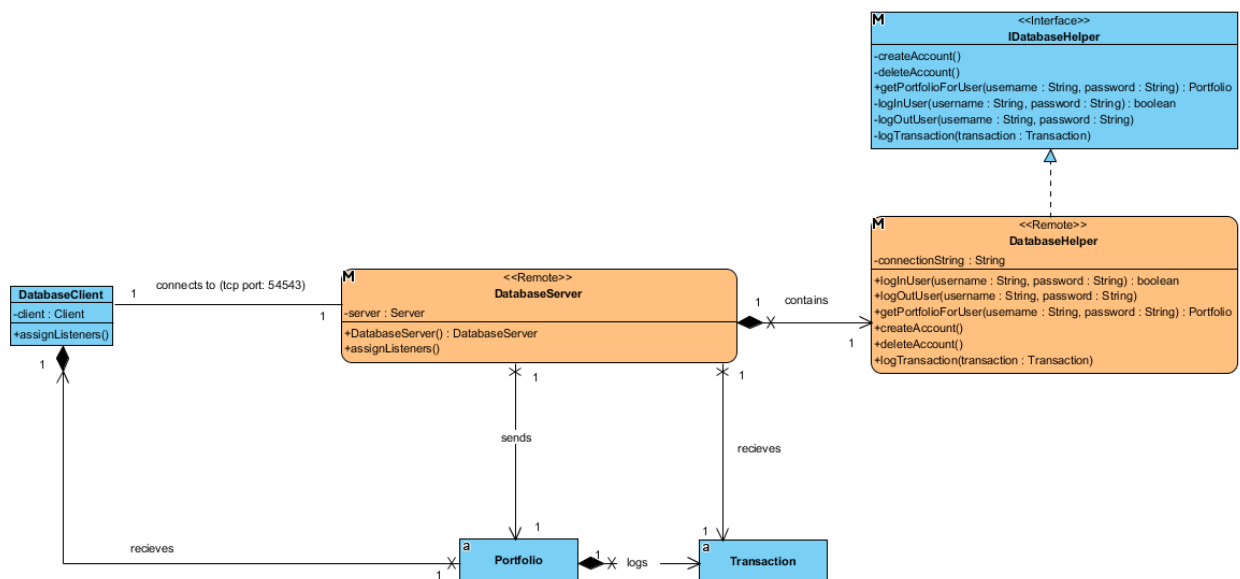 M
<<Interface>>
IDatabaseHelper
-createAccount()
-deleteAccount()
+getPortfolioForUser(username : String, password : String) : Portfolio
-logInUser(username : String, password : String) : boolean
-logOutUser(username : String, password : String)
-logTransaction(transaction : Transaction)
M
<<Remote>>
DatabaseHelper
-connectionString : String
+logInUser(username : String, password : String) : boolean
+logOutUser(username : String, password : String)
+getPortfolioForUser(username : String, password : String) : Portfolio
+createAccount()
+deleteAccount()
+logTransaction(transaction : Transaction)
DatabaseClient
-client : Client
+assignListeners()
1
connects to (tcp port: 54543)
1
M
<<Remote>>
DatabaseServer
-server : Server
+DatabaseServer() : DatabaseServer
+assignListeners()
1
contains
1
1
1
1
sends
recieves
1
1
recieves
1
a
Portfolio
1
logs
a
Transaction